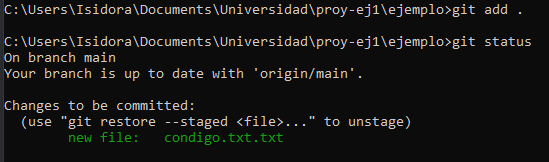 C:\Users\Isidora\Documents\Universidad\proy-ej1\ejemplo>git add .
C:\Users\Isidora\Documents\Universidad\proy-ej1\ejemplo>git status
On branch main
Your branch is up to date with 'origin/main'.
Changes to be committed:
(use "git restore --staged <file>..." to unstage)
new file:   condigo.txt.txt